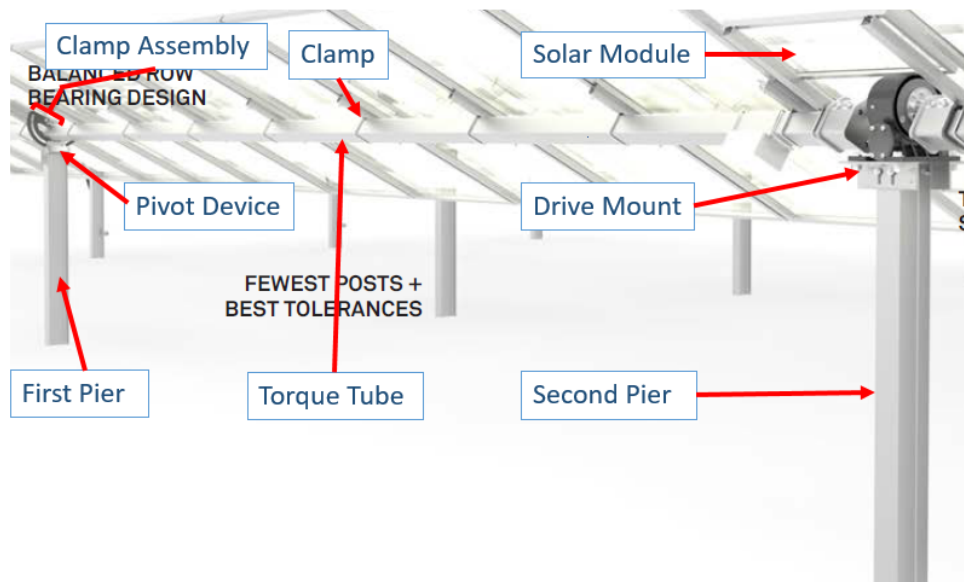 Clamp Assembly
BALANCED ROW
BEARING DESIGN
Clamp
Solar Module
Pivot Device
Drive Mount
T
S
FEWEST POSTS +
BEST TOLERANCES
First Pier
Torque Tube
Second Pier